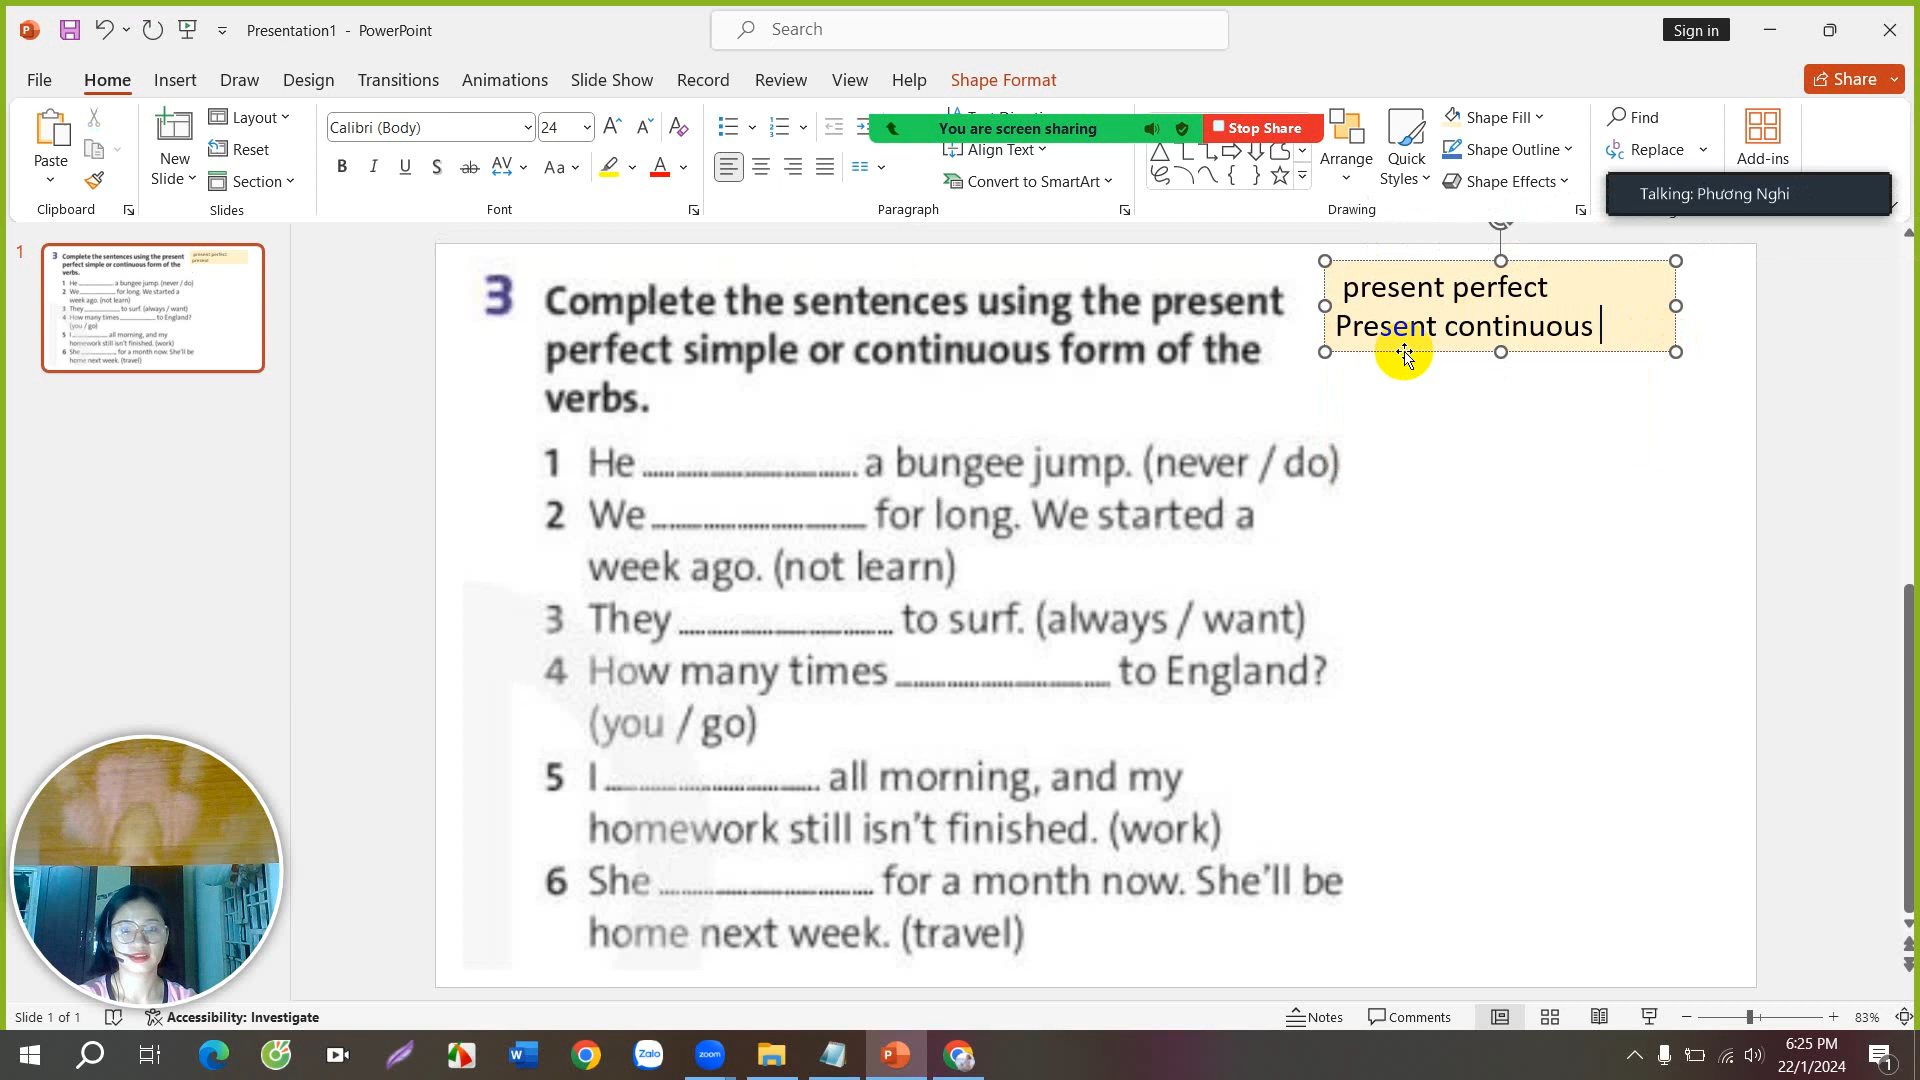 Presentation1 - PowerPoint
Search
Sign in
File Home Insert Draw Design Transitions Animations Slide Show Record Review View Help Shape Format
Share
Paste
Clipboard
New Slide
Layout
Reset
Section
Slides
Calibri (Body) 24
Font
Align Text
Convert to SmartArt
Paragraph
You are screen sharing
Stop Share
Arrange
Quick Styles
Shape Fill
Shape Outline
Shape Effects
Drawing
Find
Replace
Add-ins
Talking: Phương Nghi
1
3 Complete the sentences using the present
perfect simple or continuous form of the
verbs.
1 He .................... a bungee jump. (never / do)
2 We .................... for long. We started a
week ago. (not learn)
3 They .................... to surf. (always / want)
4 How many times .................... to England?
(you / go)
5 I .................... all morning, and my
homework still isn't finished. (work)
6 She .................... for a month now. She'll be
home next week. (travel)
present perfect
Present continuous
Slide 1 of 1
Accessibility: Investigate
Notes
Comments
83%
Zalo
zoom
6:25 PM
22/1/2024
1